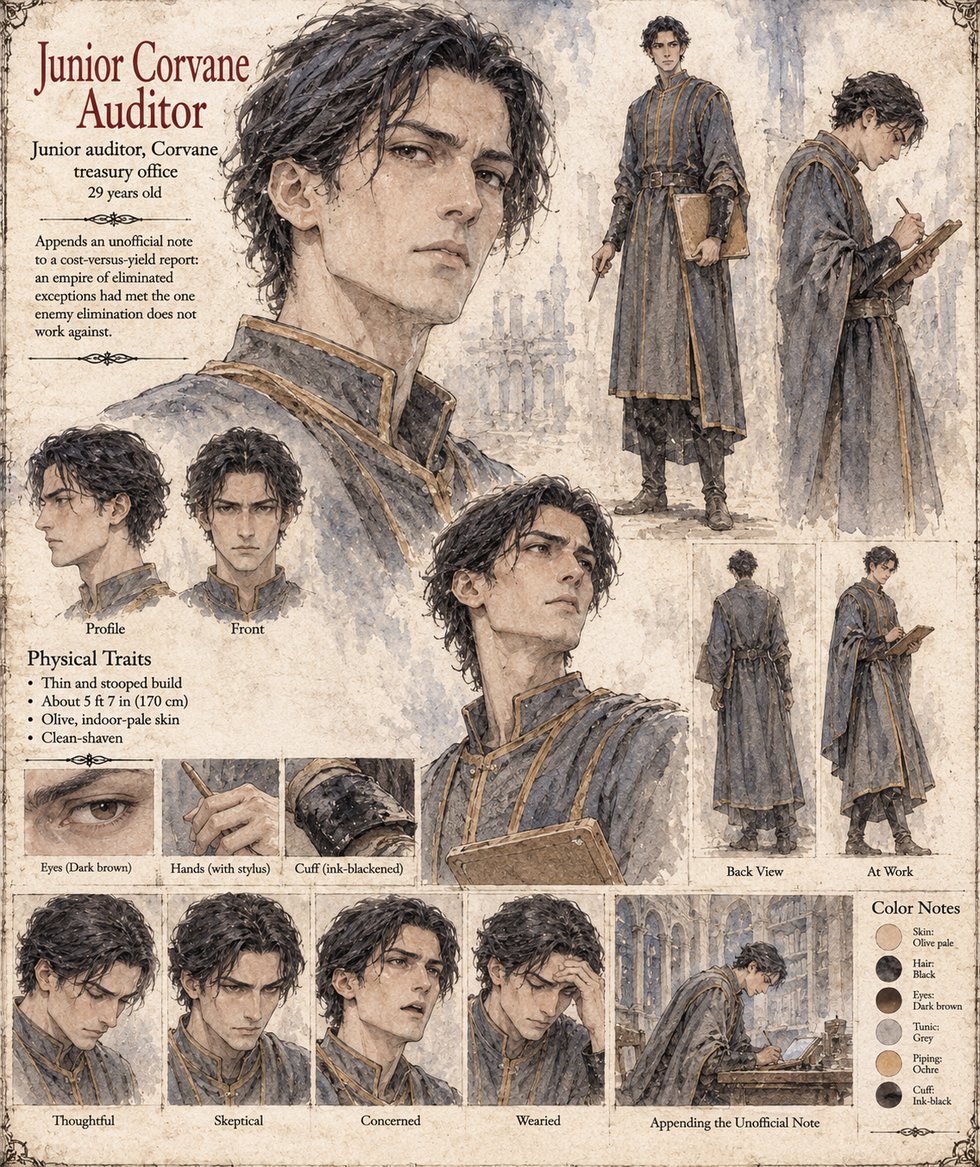 Junior Corvane
Auditor
Junior auditor, Corvane
treasury office
29 years old
Appends an unofficial note
to a cost-versus-yield report:
an empire of eliminated
exceptions had met the one
enemy elimination does not
work against.
Profile
Front
Physical Traits
• Thin and stooped build
• About 5 ft 7 in (170 cm)
• Olive, indoor-pale skin
• Clean-shaven
Eyes (Dark brown)
Hands (with stylus)
Cuff (ink-blackened)
Back View
At Work
Thoughtful
Skeptical
Concerned
Wearied
Appending the Unofficial Note
Color Notes
Skin:
Olive pale
Hair:
Black
Eyes:
Dark brown
Tunic:
Grey
Piping:
Ochre
Cuff:
Ink-black